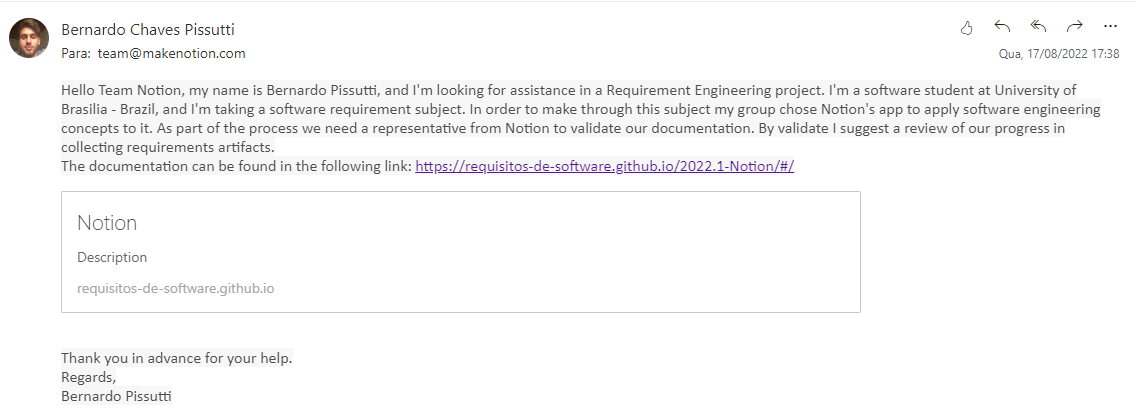 Bernardo Chaves Pissutti
Para: team@makenotion.com
Qua, 17/08/2022 17:38
Hello Team Notion, my name is Bernardo Pissutti, and I'm looking for assistance in a Requirement Engineering project. I'm a software student at University of
Brasilia - Brazil, and I'm taking a software requirement subject. In order to make through this subject my group chose Notion's app to apply software engineering
concepts to it. As part of the process we need a representative from Notion to validate our documentation. By validate I suggest a review of our progress in
collecting requirements artifacts.
The documentation can be found in the following link: https://requisitos-de-software.github.io/2022.1-Notion/#/
Notion
Description
requisitos-de-software.github.io
Thank you in advance for your help.
Regards,
Bernardo Pissutti